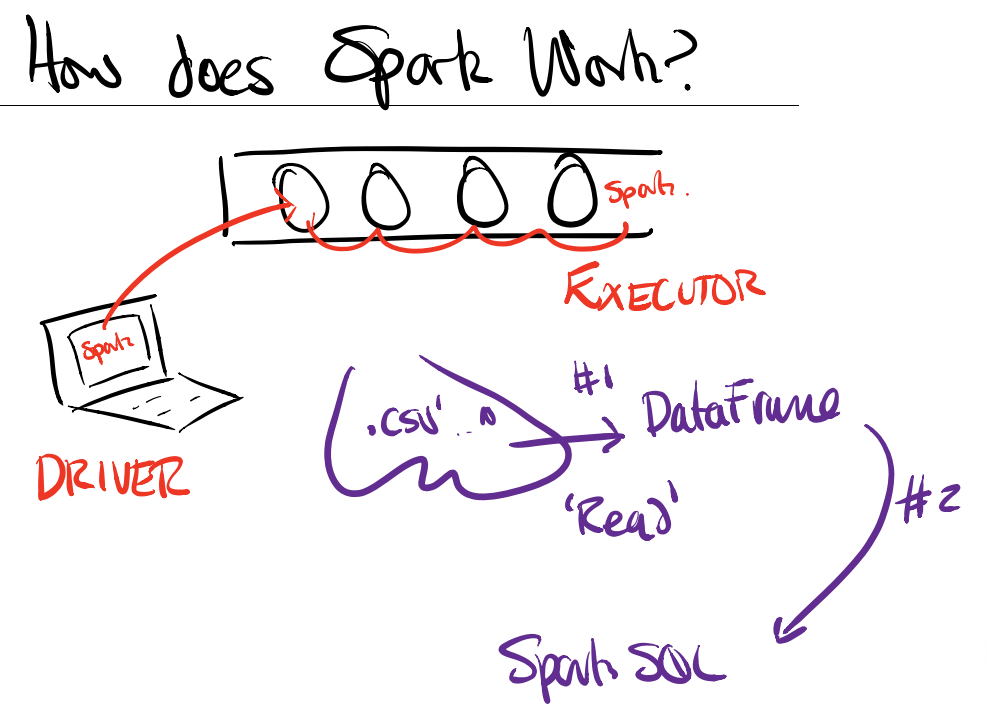 How does Spark Work?
Spark.
EXECUTOR
Spark
DRIVER
.csv' ..
#1
DataFrame
'Read'
#2
Spark SQL